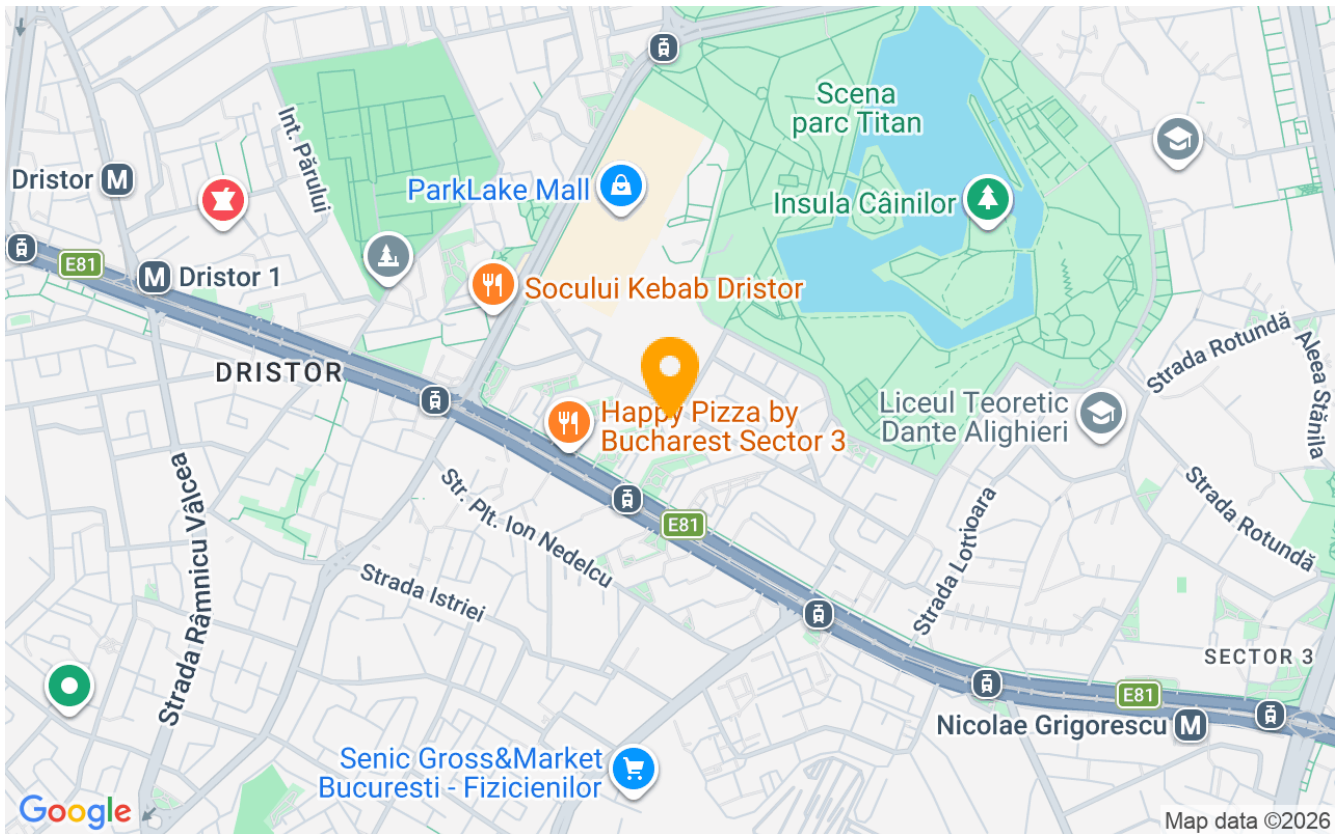 Scena
parc Titan
Int. Părului
Dristor M
ParkLake Mall
Insula Câinilor
E81
M Dristor 1
Socului Kebab Dristor
Strada Rotundă
Aleea Stănila
DRISTOR
Happy Pizza by
Bucharest Sector 3
Liceul Teoretic
Dante Alighieri
Strada Râmnicu Vâlcea
Str. Plt. Ion Nedelcu
E81
Strada Lotrioara
Strada Rotundă
Strada Istriei
SECTOR 3
E81
Nicolae Grigorescu M
Senic Gross&Market
Bucuresti - Fizicienilor
Google
Map data ©2026